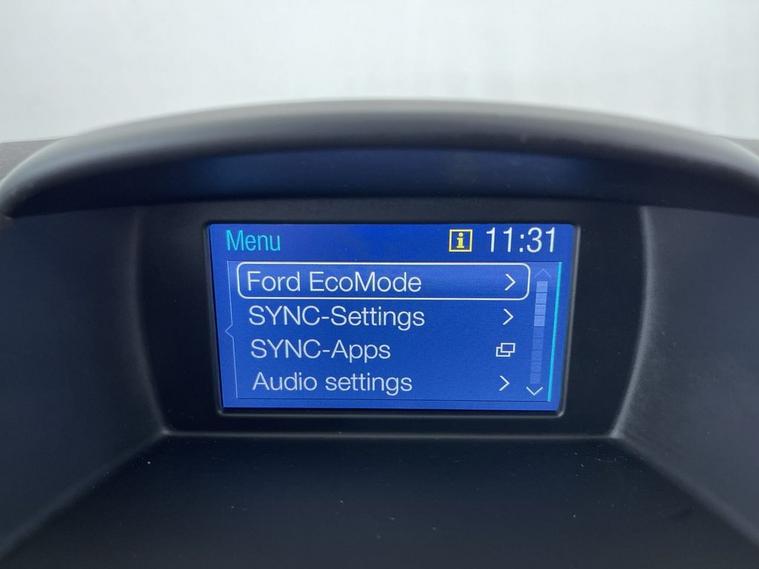 Menu i 11:31
Ford EcoMode
SYNC-Settings
SYNC-Apps
Audio settings